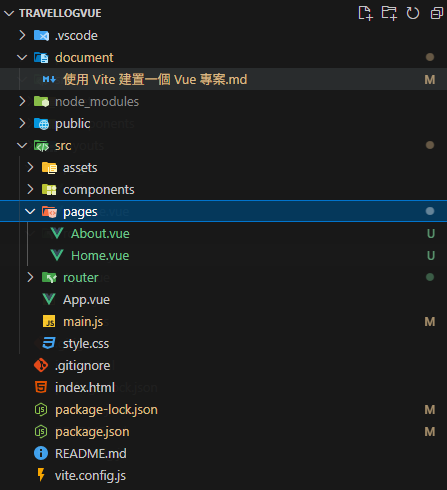 TRAVELLOGVUE
.vscode
document
使用 Vite 建置一個 Vue 專案.md M
node_modules
public
src
assets
components
pages
About.vue U
Home.vue U
router
App.vue
main.js M
style.css
.gitignore
index.html
package-lock.json M
package.json M
README.md
vite.config.js